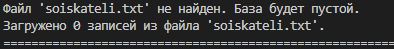 Файл 'soiskateli.txt' не найден. База будет пустой.
Загружено 0 записей из файла 'soiskateli.txt'.
========================================================